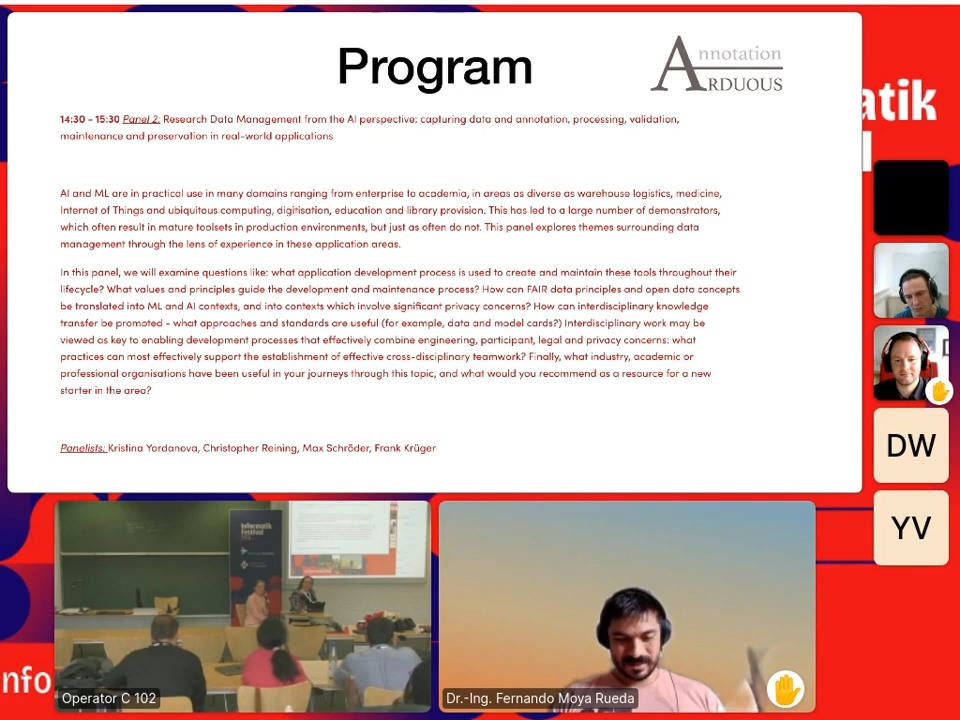 Program
Annotation
ARDUOUS
14:30 - 15:30 Panel 2: Research Data Management from the AI perspective: capturing data and annotation, processing, validation,
maintenance and preservation in real-world applications
AI and ML are in practical use in many domains ranging from enterprise to academia, in areas as diverse as warehouse logistics, medicine,
Internet of Things and ubiquitous computing, digitisation, education and library provision. This has led to a large number of demonstrators,
which often result in mature toolsets in production environments, but just as often do not. This panel explores themes surrounding data
management through the lens of experience in these application areas.
In this panel, we will examine questions like: what application development process is used to create and maintain these tools throughout their
lifecycle? What values and principles guide the development and maintenance process? How can FAIR data principles and open data concepts
be translated into ML and AI contexts, and into contexts which involve significant privacy concerns? How can interdisciplinary knowledge
transfer be promoted - what approaches and standards are useful (for example, data and model cards?) Interdisciplinary work may be
viewed as key to enabling development processes that effectively combine engineering, participant, legal and privacy concerns: what
practices can most effectively support the establishment of effective cross-disciplinary teamwork? Finally, what industry, academic or
professional organisations have been useful in your journeys through this topic, and what would you recommend as a resource for a new
starter in the area?
Panelists: Kristina Yordanova, Christopher Reining, Max Schröder, Frank Krüger
atik
DW
YV
Informatik
Festival
Operator C 102
Dr.-Ing. Fernando Moya Rueda
nfo